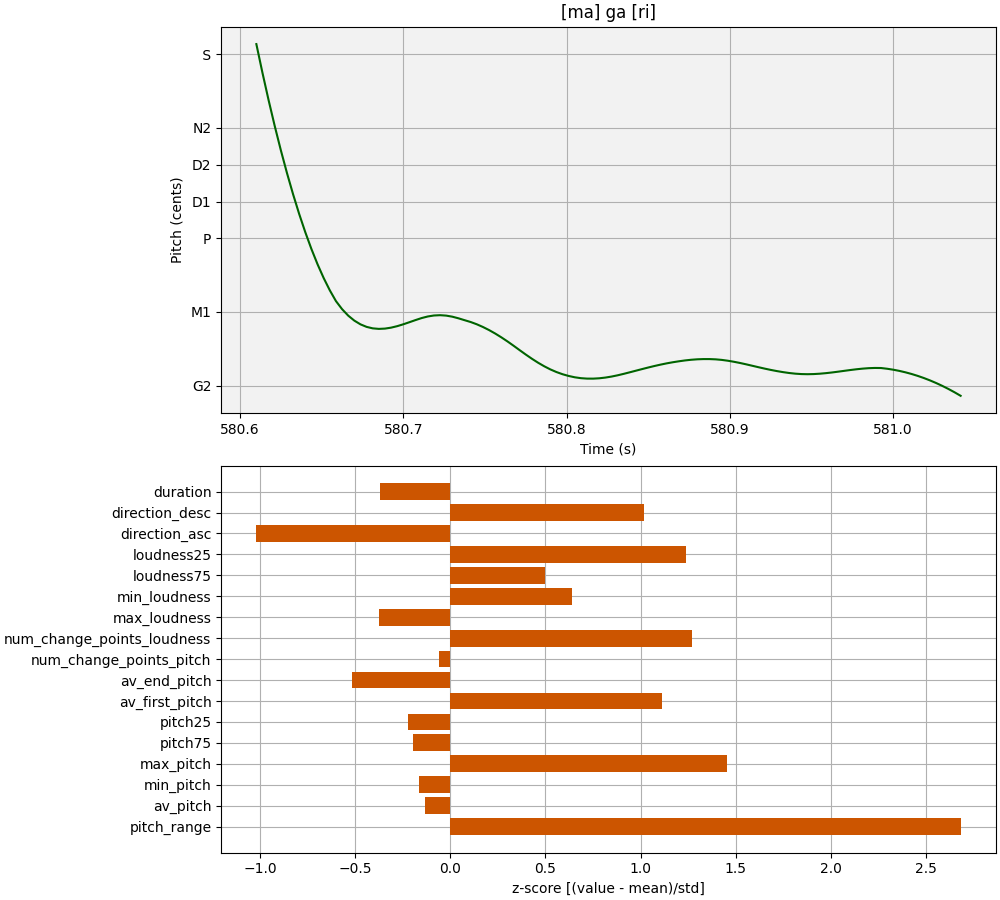 [ma] ga [ri]
S
N2
D2
D1
P
M1
G2
Pitch (cents)
580.6 580.7 580.8 580.9 581.0
Time (s)
duration
direction_desc
direction_asc
loudness25
loudness75
min_loudness
max_loudness
num_change_points_loudness
num_change_points_pitch
av_end_pitch
av_first_pitch
pitch25
pitch75
max_pitch
min_pitch
av_pitch
pitch_range
−1.0 −0.5 0.0 0.5 1.0 1.5 2.0 2.5
z-score [(value - mean)/std]